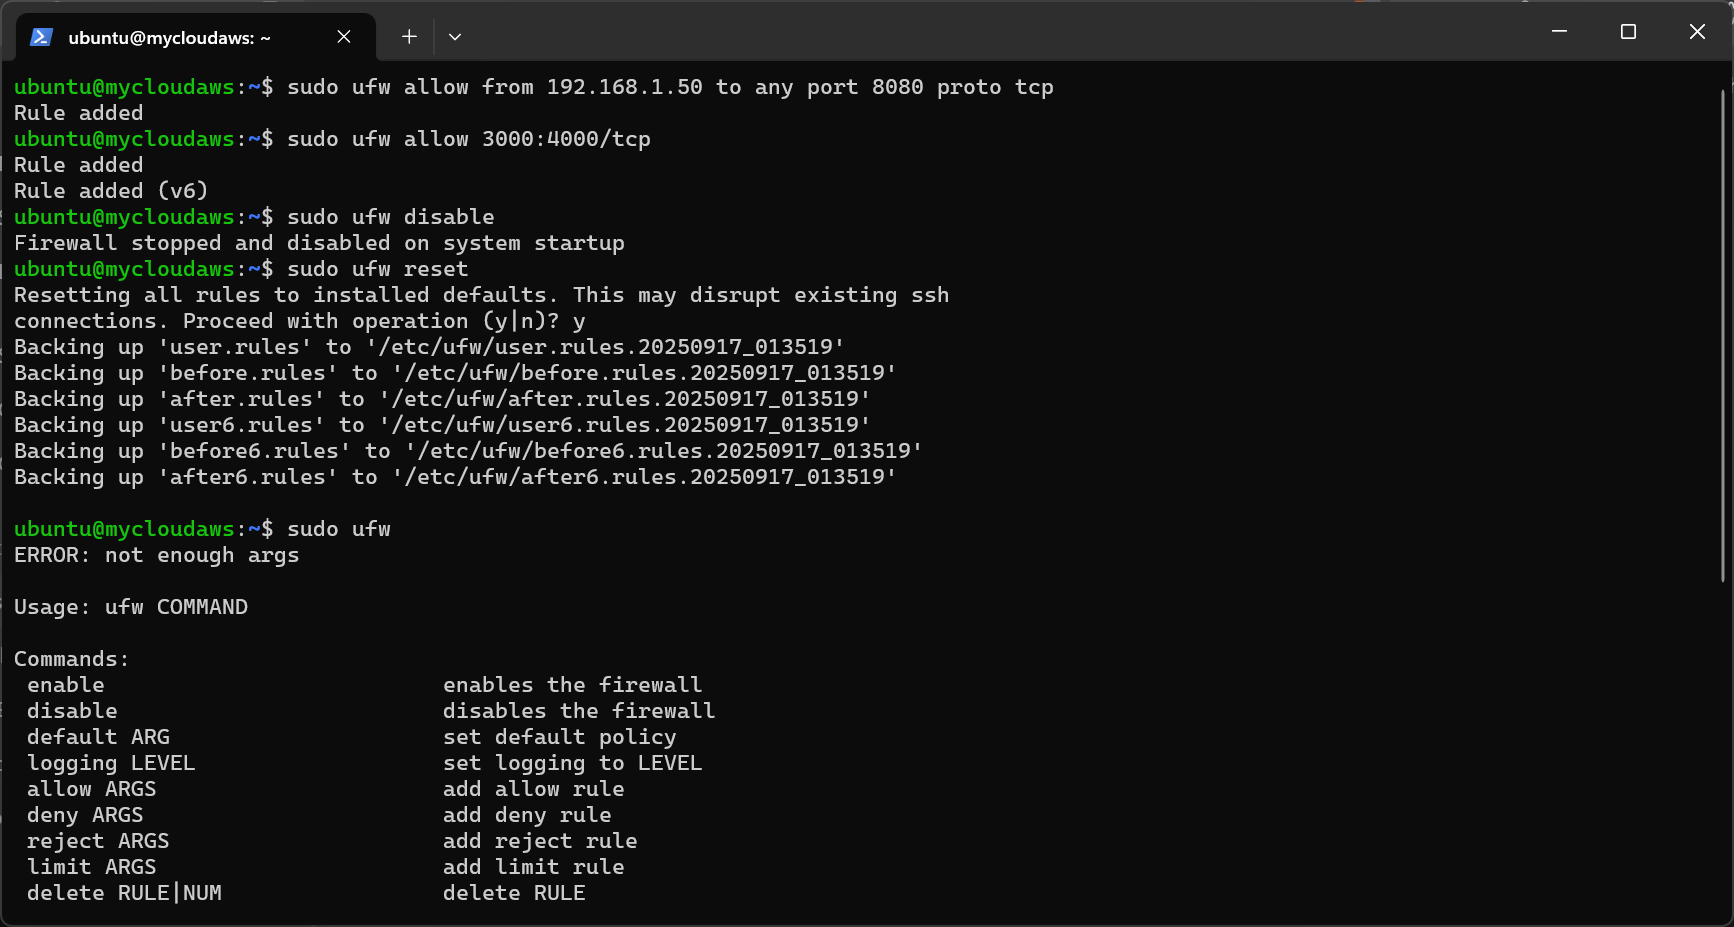 ubuntu@mycloudaws: ~
ubuntu@mycloudaws:~$ sudo ufw allow from 192.168.1.50 to any port 8080 proto tcp
Rule added
ubuntu@mycloudaws:~$ sudo ufw allow 3000:4000/tcp
Rule added
Rule added (v6)
ubuntu@mycloudaws:~$ sudo ufw disable
Firewall stopped and disabled on system startup
ubuntu@mycloudaws:~$ sudo ufw reset
Resetting all rules to installed defaults. This may disrupt existing ssh
connections. Proceed with operation (y|n)? y
Backing up 'user.rules' to '/etc/ufw/user.rules.20250917_013519'
Backing up 'before.rules' to '/etc/ufw/before.rules.20250917_013519'
Backing up 'after.rules' to '/etc/ufw/after.rules.20250917_013519'
Backing up 'user6.rules' to '/etc/ufw/user6.rules.20250917_013519'
Backing up 'before6.rules' to '/etc/ufw/before6.rules.20250917_013519'
Backing up 'after6.rules' to '/etc/ufw/after6.rules.20250917_013519'
ubuntu@mycloudaws:~$ sudo ufw
ERROR: not enough args
Usage: ufw COMMAND
Commands:
enable enables the firewall
disable disables the firewall
default ARG set default policy
logging LEVEL set logging to LEVEL
allow ARGS add allow rule
deny ARGS add deny rule
reject ARGS add reject rule
limit ARGS add limit rule
delete RULE|NUM delete RULE